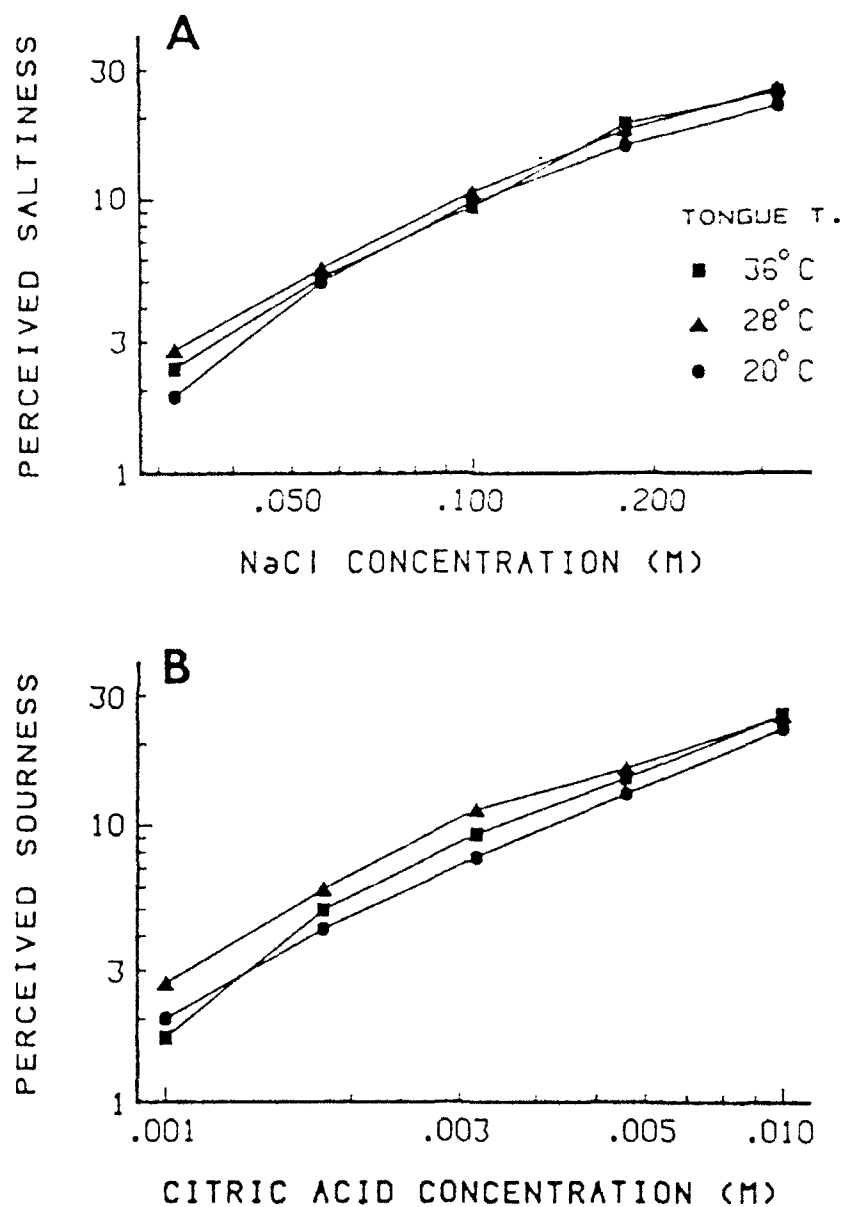 A
PERCEIVED SALTINESS
30
10
3
1
TONGUE T.
36°C
28°C
20°C
.050 .100 .200
NaCl CONCENTRATION (M)
B
PERCEIVED SOURNESS
30
10
3
1
.001 .003 .005 .010
CITRIC ACID CONCENTRATION (M)